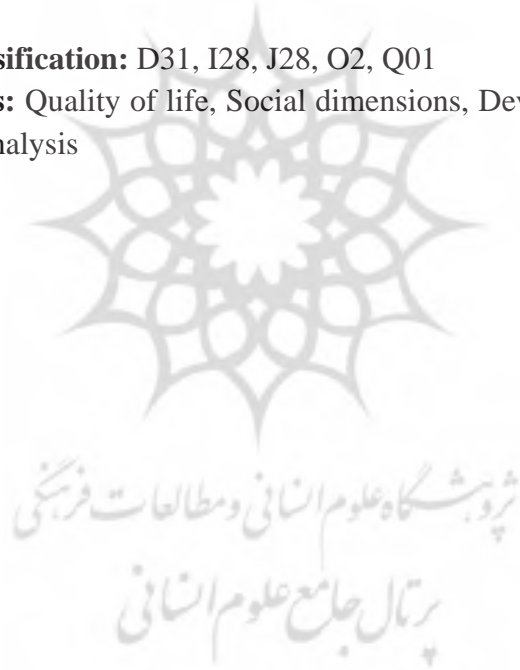 sification: D31, I28, J28, O2, Q01
s: Quality of life, Social dimensions, Dev
nalysis
پژوهشگاه علوم انسانی و مطالعات فرهنگی
پرتال جامع علوم انسانی